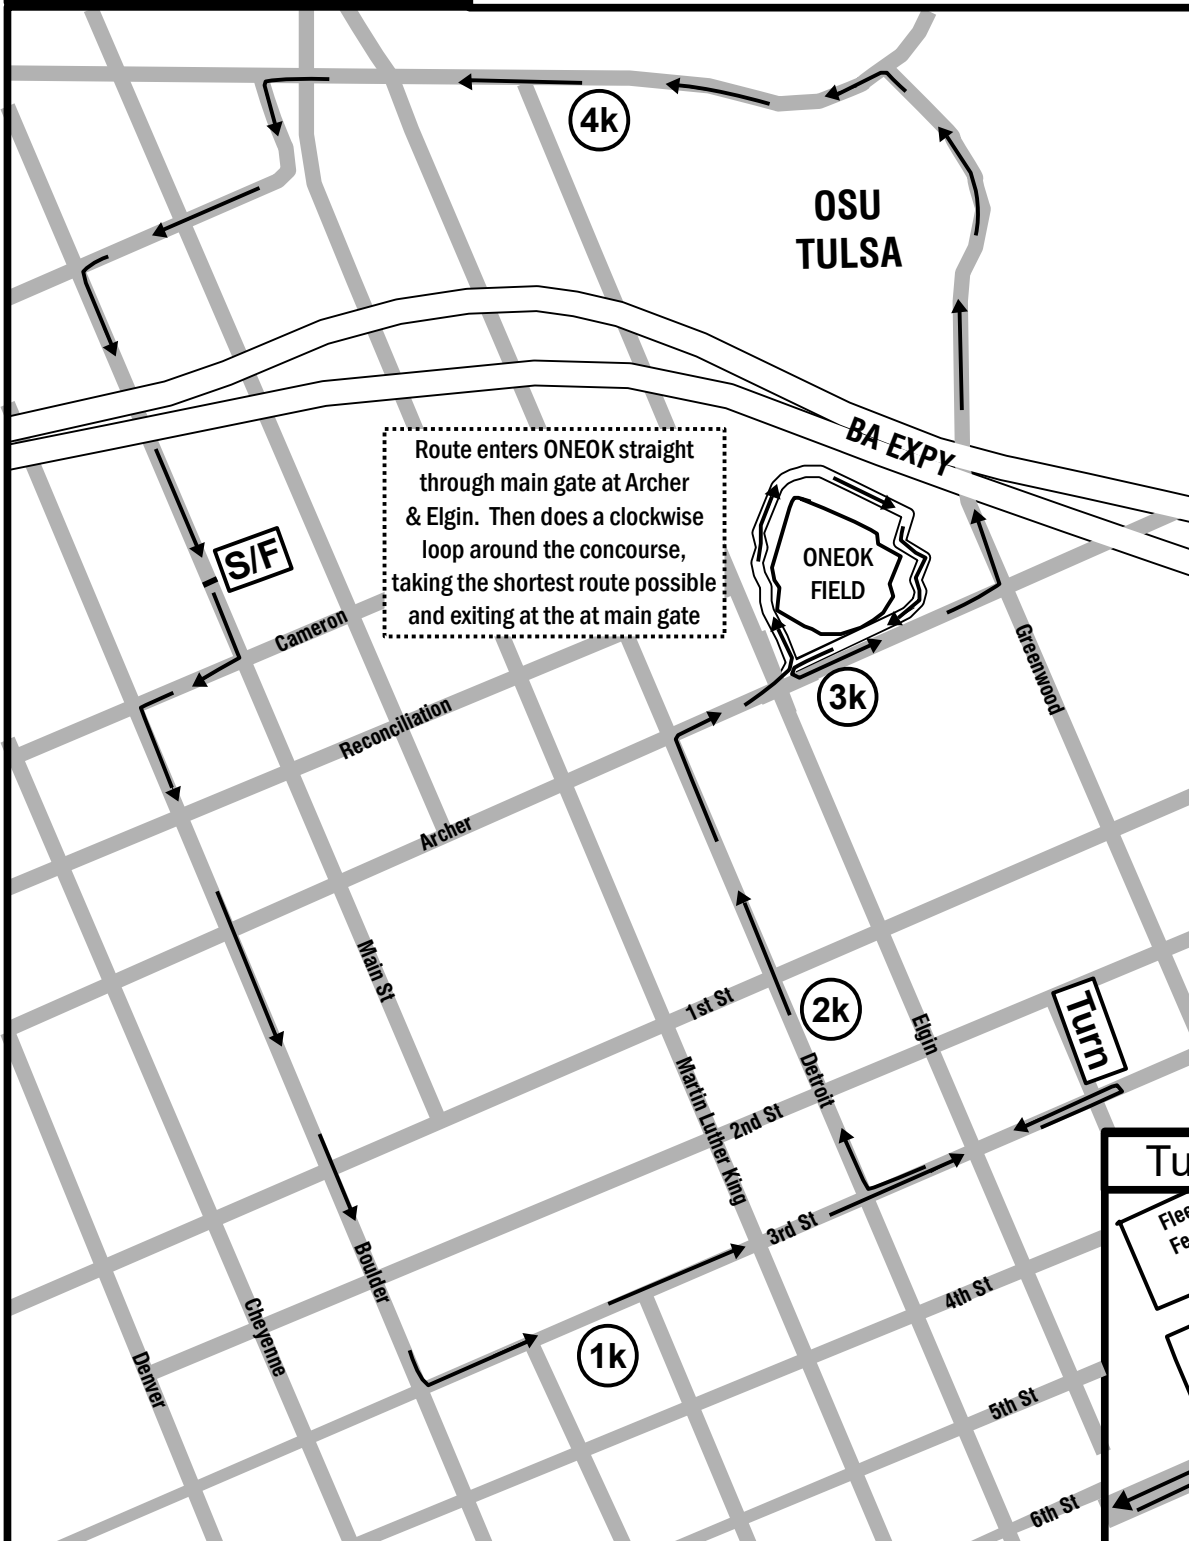 4k
OSU
TULSA
BA EXPY
Route enters ONEOK straight
through main gate at Archer
& Elgin. Then does a clockwise
loop around the concourse,
taking the shortest route possible
and exiting at the at main gate
ONEOK
FIELD
S/F
Cameron
Greenwood
3k
Reconciliation
Archer
Main St
1st St
2k
Elgin
Turn
Martin Luther King
Detroit
2nd St
3rd St
Boulder
4th St
Cheyenne
1k
Denver
5th St
6th St
Tu
Flee
Fe